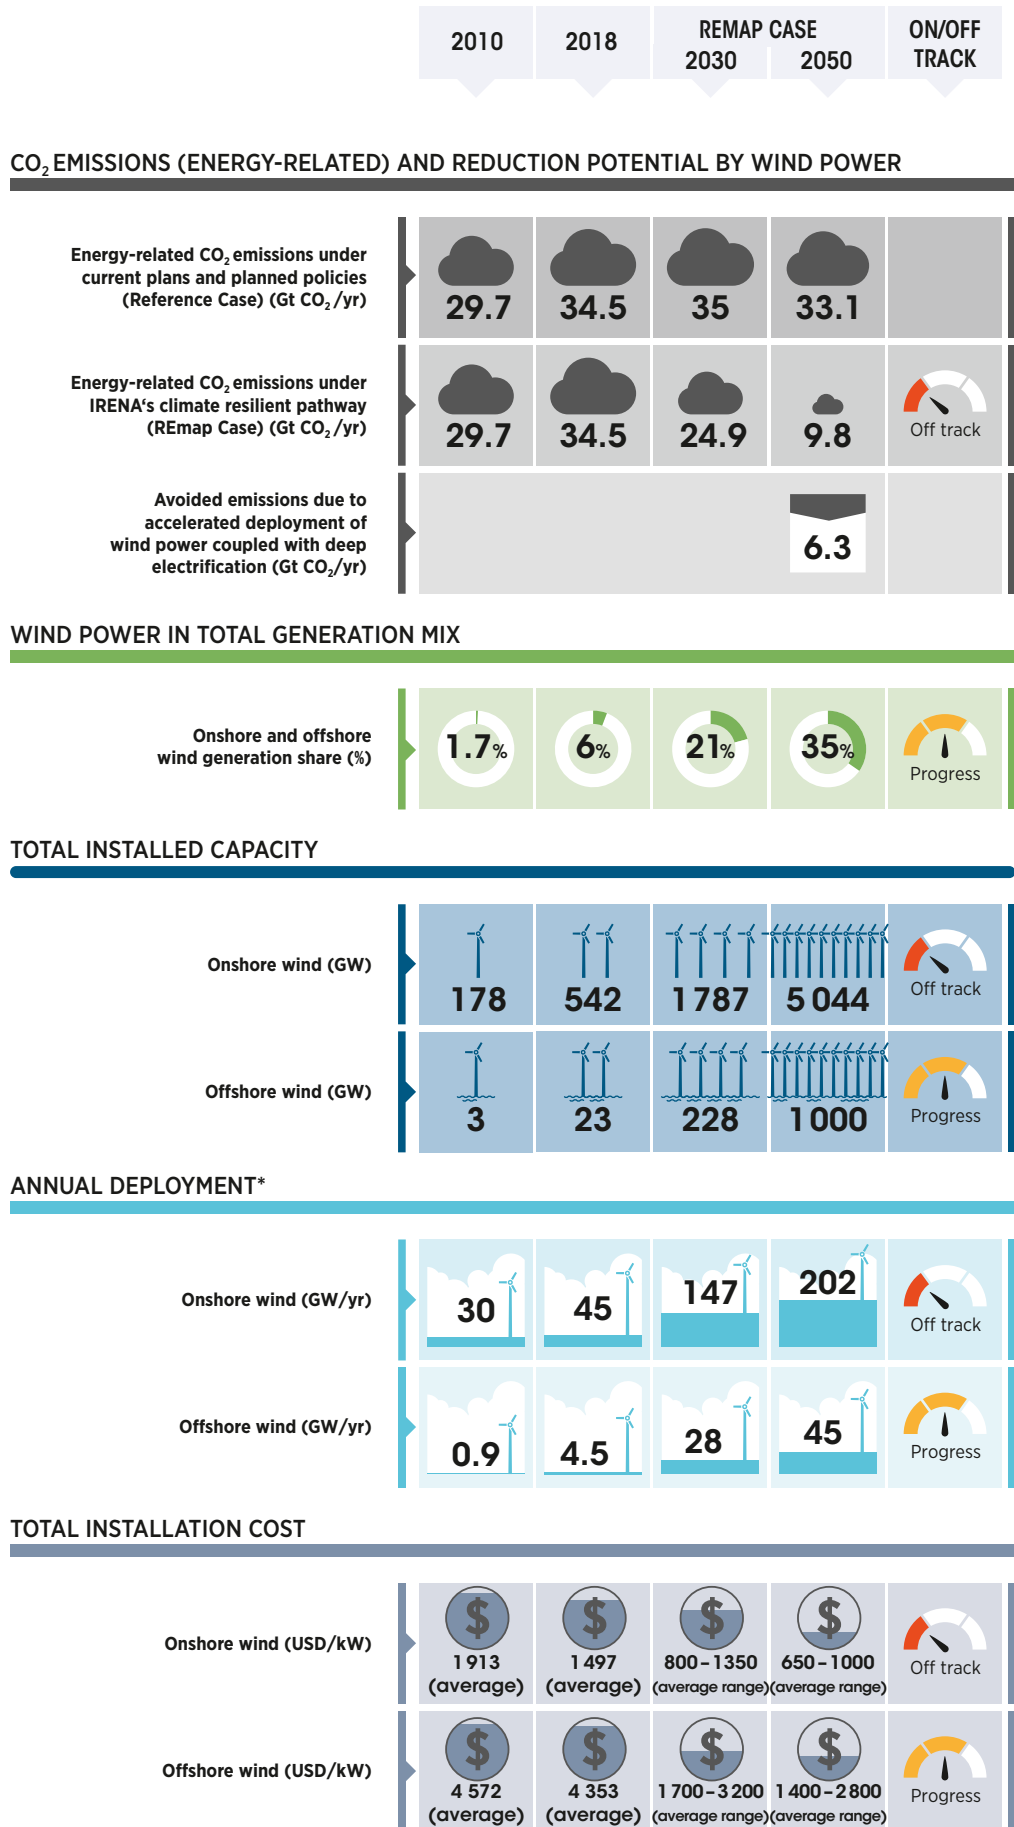 2010
2018
REMAP CASE
2030
2050
ON/OFF
TRACK
CO₂ EMISSIONS (ENERGY-RELATED) AND REDUCTION POTENTIAL BY WIND POWER
Energy-related CO₂ emissions under
current plans and planned policies
(Reference Case) (Gt CO₂ /yr)
29.7
34.5
35
33.1
Energy-related CO₂ emissions under
IRENA‘s climate resilient pathway
(REmap Case) (Gt CO₂ /yr)
29.7
34.5
24.9
9.8
Off track
Avoided emissions due to
accelerated deployment of
wind power coupled with deep
electrification (Gt CO₂/yr)
6.3
WIND POWER IN TOTAL GENERATION MIX
Onshore and offshore
wind generation share (%)
1.7%
6%
21%
35%
Progress
TOTAL INSTALLED CAPACITY
Onshore wind (GW)
178
542
1 787
5 044
Off track
Offshore wind (GW)
3
23
228
1 000
Progress
ANNUAL DEPLOYMENT*
Onshore wind (GW/yr)
30
45
147
202
Off track
Offshore wind (GW/yr)
0.9
4.5
28
45
Progress
TOTAL INSTALLATION COST
Onshore wind (USD/kW)
$
$
$
$
1 913
(average)
1 497
(average)
800 – 1350
(average range)
650 – 1000
(average range)
Off track
Offshore wind (USD/kW)
$
$
$
$
4 572
(average)
4 353
(average)
1 700 – 3 200
(average range)
1 400 – 2 800
(average range)
Progress